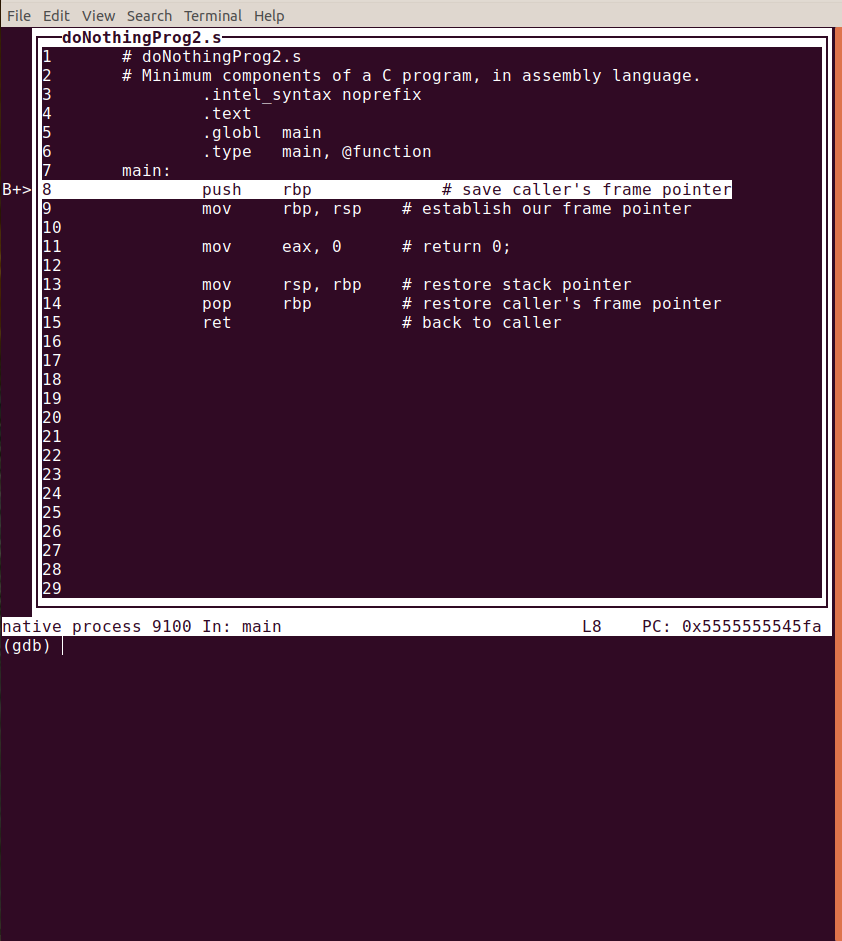 File Edit View Search Terminal Help
doNothingProg2.s
1       # doNothingProg2.s
2       # Minimum components of a C program, in assembly language.
3               .intel_syntax noprefix
4               .text
5               .globl  main
6               .type   main, @function
7       main:
B+> 8               push    rbp             # save caller's frame pointer
9               mov     rbp, rsp    # establish our frame pointer
10
11              mov     eax, 0      # return 0;
12
13              mov     rsp, rbp    # restore stack pointer
14              pop     rbp         # restore caller's frame pointer
15              ret                 # back to caller
16
17
18
19
20
21
22
23
24
25
26
27
28
29
native process 9100 In: main                              L8    PC: 0x5555555545fa
(gdb)